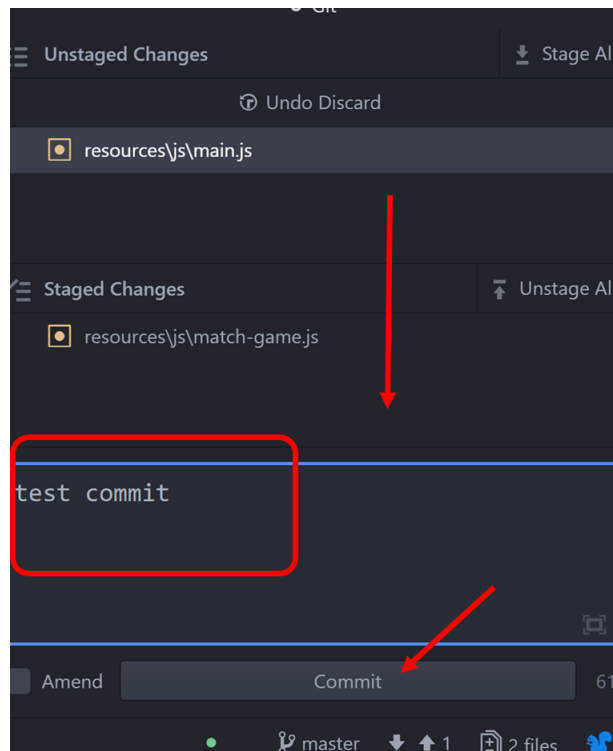 Git
Unstaged Changes Stage Al
Undo Discard
resources\js\main.js
Staged Changes Unstage Al
resources\js\match-game.js
test commit
Amend Commit 61
master 1 2 files